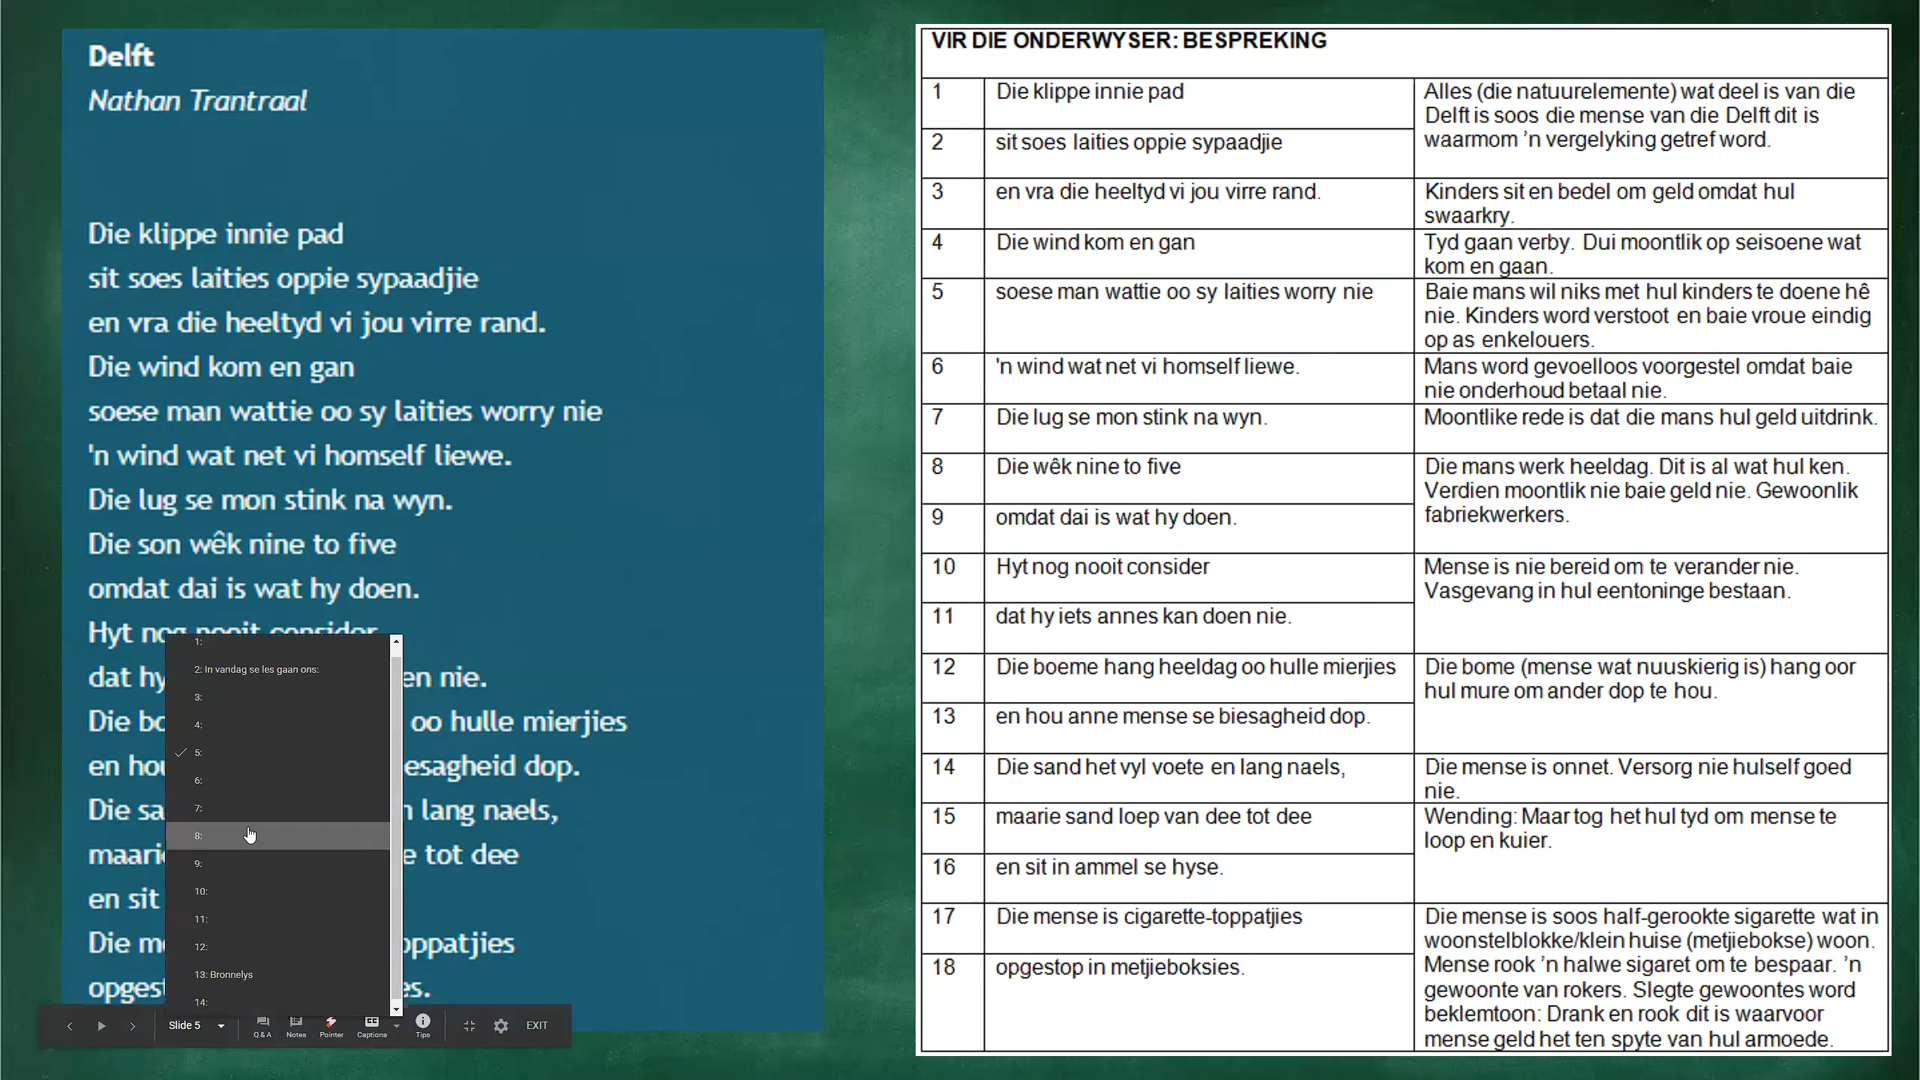 Delft
Nathan Trantraal
Die klippe innie pad
sit soes laities oppie sypaadjie
en vra die heeltyd vi jou virre rand.
Die wind kom en gan
soese man wattie oo sy laities worry nie
'n wind wat net vi homself liewe.
Die lug se mon stink na wyn.
Die son wêk nine to five
omdat dai is wat hy doen.
Hyt nog nooit consider
dat hy en nie.
Die bo oo hulle mierjies
en hou esagheid dop.
Die sa n lang naels,
maarie e tot dee
en sit
Die me oppatjies
opgest es.
1:
2: In vandag se les gaan ons:
3:
4:
5:
6:
7:
8:
9:
10:
11:
12:
13: Bronnelys
14:
Slide 5
Q & A
Notes
Pointer
Captions
Tips
EXIT
VIR DIE ONDERWYSER: BESPREKING
1 Die klippe innie pad
2 sit soes laities oppie sypaadjie
Alles (die natuurelemente) wat deel is van die
Delft is soos die mense van die Delft dit is
waarmom 'n vergelyking getref word.
3 en vra die heeltyd vi jou virre rand.
Kinders sit en bedel om geld omdat hul
swaarkry.
4 Die wind kom en gan
Tyd gaan verby. Dui moontlik op seisoene wat
kom en gaan.
5 soese man wattie oo sy laities worry nie
Baie mans wil niks met hul kinders te doene hê
nie. Kinders word verstoot en baie vroue eindig
op as enkelouers.
6 'n wind wat net vi homself liewe.
Mans word gevoelloos voorgestel omdat baie
nie onderhoud betaal nie.
7 Die lug se mon stink na wyn.
Moontlike rede is dat die mans hul geld uitdrink.
8 Die wêk nine to five
9 omdat dai is wat hy doen.
Die mans werk heeldag. Dit is al wat hul ken.
Verdien moontlik nie baie geld nie. Gewoonlik
fabriekwerkers.
10 Hyt nog nooit consider
11 dat hy iets annes kan doen nie.
Mense is nie bereid om te verander nie.
Vasgevang in hul eentoninge bestaan.
12 Die boeme hang heeldag oo hulle mierjies
13 en hou anne mense se biesagheid dop.
Die bome (mense wat nuuskierig is) hang oor
hul mure om ander dop te hou.
14 Die sand het vyl voete en lang naels,
Die mense is onnet. Versorg nie hulself goed
nie.
15 maarie sand loep van dee tot dee
16 en sit in ammel se hyse.
Wending: Maar tog het hul tyd om mense te
loop en kuier.
17 Die mense is cigarette-toppatjies
18 opgestop in metjieboksies.
Die mense is soos half-gerookte sigarette wat in
woonstelblokke/klein huise (metjiebokse) woon.
Mense rook 'n halwe sigaret om te bespaar. 'n
gewoonte van rokers. Slegte gewoontes word
beklemtoon: Drank en rook dit is waarvoor
mense geld het ten spyte van hul armoede.